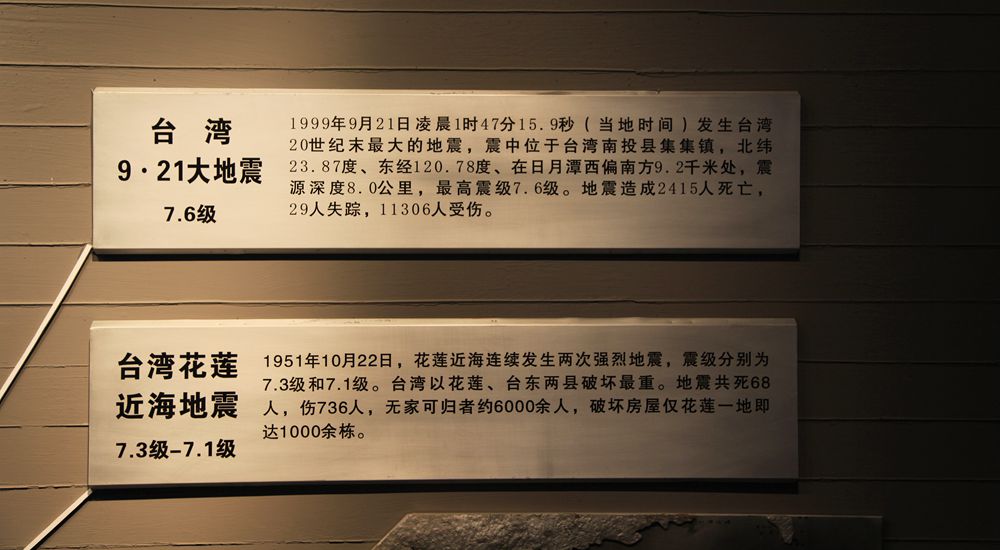 台 湾
9·21大地震
7.6级
1999年9月21日凌晨1时47分15.9秒（当地时间）发生台湾
20世纪末最大的地震，震中位于台湾南投县集集镇，北纬
23.87度、东经120.78度、在日月潭西偏南方9.2千米处，震
源深度8.0公里，最高震级7.6级。地震造成2415人死亡，
29人失踪，11306人受伤。
台湾花莲
近海地震
7.3级-7.1级
1951年10月22日，花莲近海连续发生两次强烈地震，震级分别为
7.3级和7.1级。台湾以花莲、台东两县破坏最重。地震共死68
人，伤736人，无家可归者约6000余人，破坏房屋仅花莲一地即
达1000余栋。